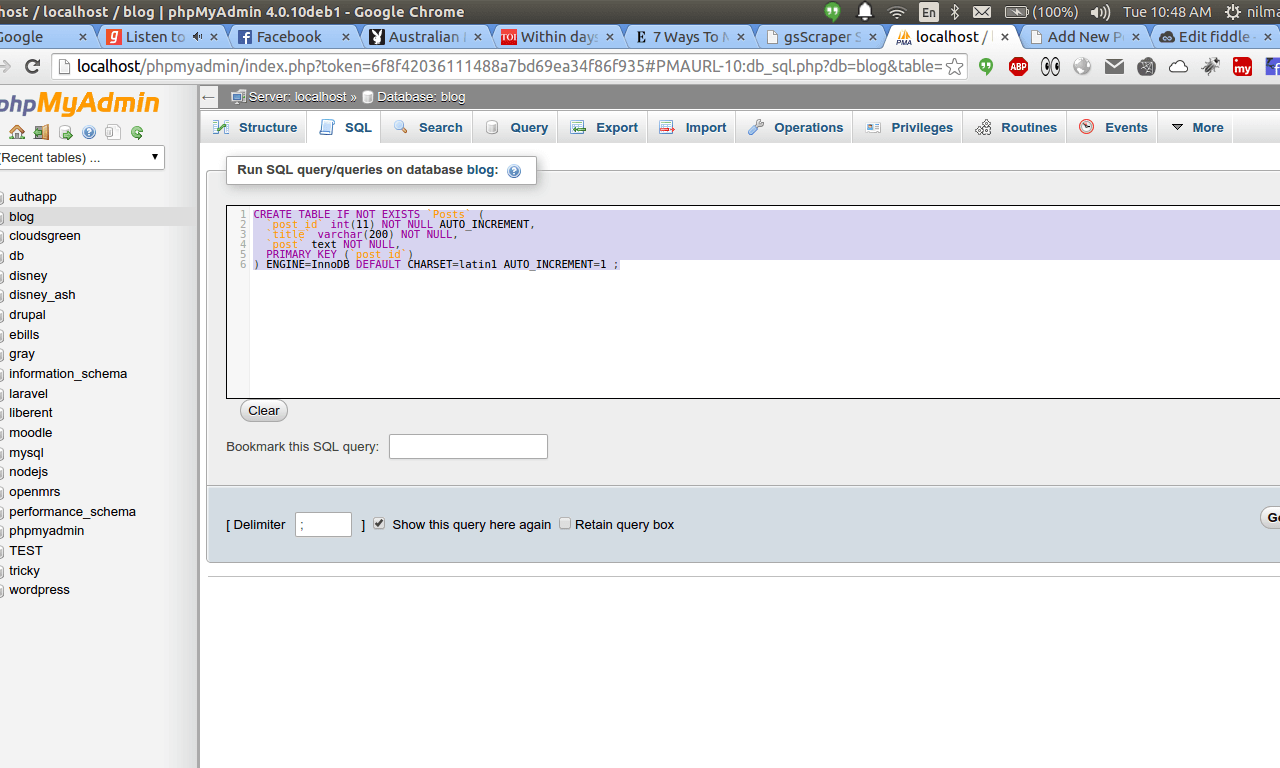 host / localhost / blog | phpMyAdmin 4.0.10deb1 - Google Chrome
En (100%) Tue 10:48 AM nilma
Google × Listen to × Facebook × Australian × Within days × 7 Ways To × gsScraper S × localhost / × Add New P × Edit fiddle - ×
localhost/phpmyadmin/index.php?token=6f8f42036111488a7bd69ea34f86f935#PMAURL-10:db_sql.php?db=blog&table=
ABP my
phpMyAdmin
(Recent tables) ...
authapp
blog
cloudsgreen
db
disney
disney_ash
drupal
ebills
gray
information_schema
laravel
liberent
moodle
mysql
nodejs
openmrs
performance_schema
phpmyadmin
TEST
tricky
wordpress
← Server: localhost » Database: blog
Structure SQL Search Query Export Import Operations Privileges Routines Events More
Run SQL query/queries on database blog:
1 CREATE TABLE IF NOT EXISTS `Posts` (
2 `post_id` int(11) NOT NULL AUTO_INCREMENT,
3 `title` varchar(200) NOT NULL,
4 `post` text NOT NULL,
5 PRIMARY KEY (`post_id`)
6 ) ENGINE=InnoDB DEFAULT CHARSET=latin1 AUTO_INCREMENT=1 ;
Clear
Bookmark this SQL query:
[ Delimiter ; ] Show this query here again Retain query box
Go